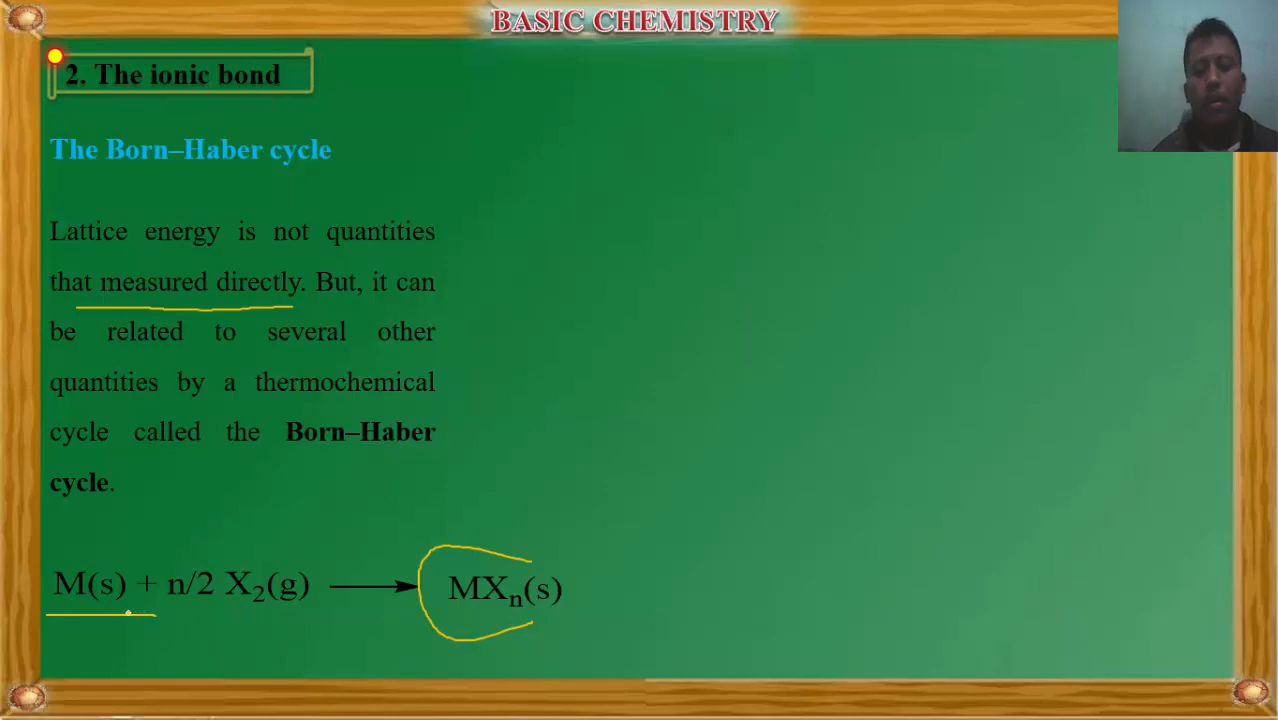 BASIC CHEMISTRY
2. The ionic bond
The Born–Haber cycle
Lattice energy is not quantities
that measured directly. But, it can
be related to several other
quantities by a thermochemical
cycle called the Born–Haber
cycle.
M(s) + n/2 X₂(g) ⟶ MXₙ(s)